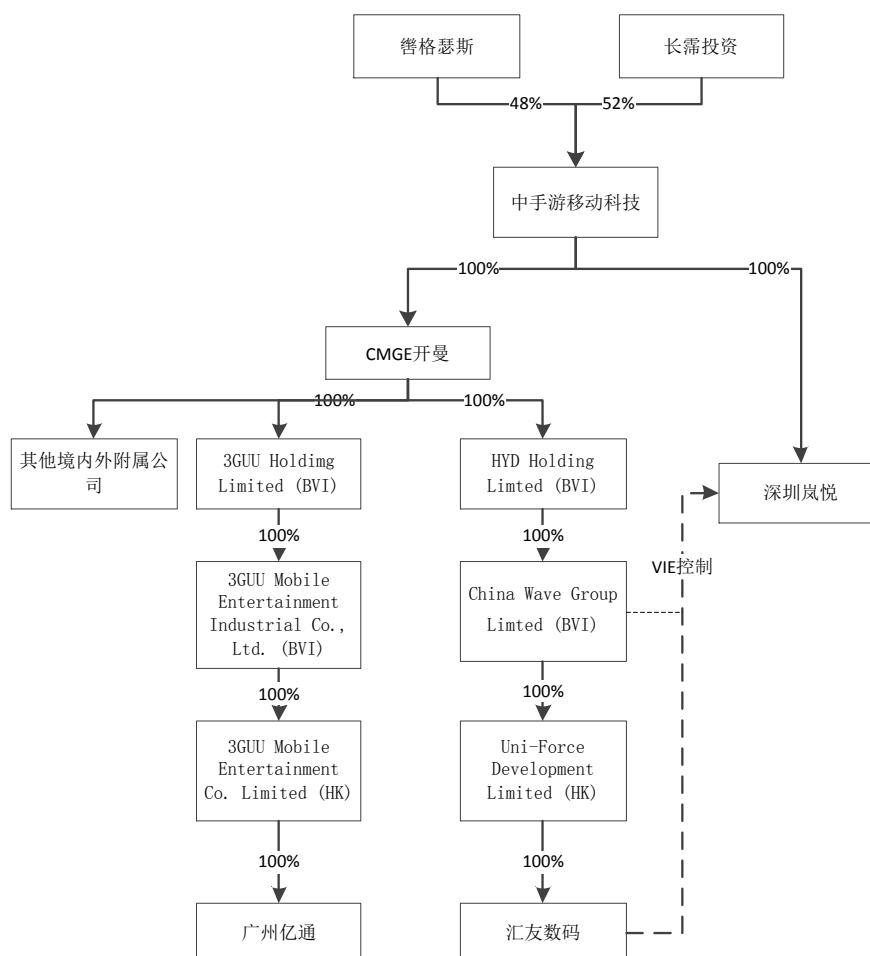 辔格瑟斯
长霈投资
48%
52%
中手游移动科技
100%
100%
CMGE开曼
100%
100%
其他境内外附属公
司
3GUU Holdimg
Limited (BVI)
HYD Holding
Limted (BVI)
深圳岚悦
100%
100%
VIE控制
3GUU Mobile
Entertainment
Industrial Co.,
Ltd. (BVI)
China Wave Group
Limted (BVI)
100%
100%
3GUU Mobile
Entertainment
Co. Limited (HK)
Uni-Force
Development
Limited (HK)
100%
100%
广州亿通
汇友数码